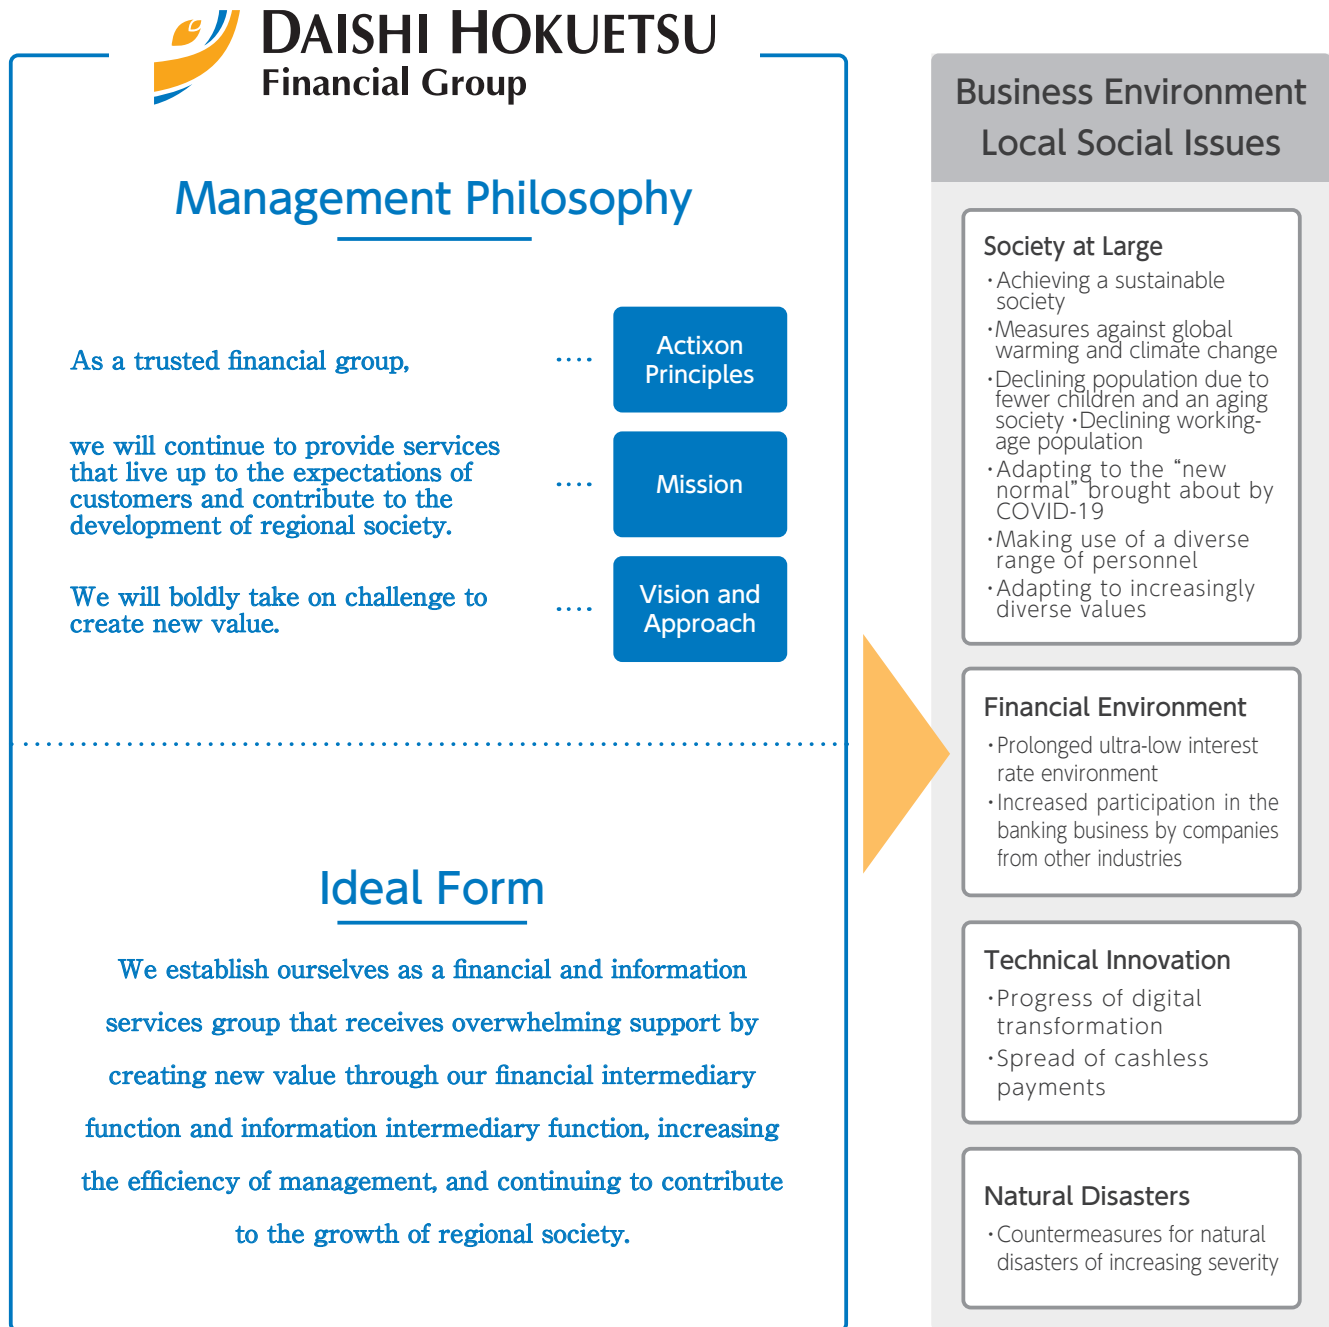 DAISHI HOKUETSU
Financial Group
Management Philosophy
As a trusted financial group,
····
Actixon
Principles
we will continue to provide services
that live up to the expectations of
customers and contribute to the
development of regional society.
····
Mission
We will boldly take on challenge to
create new value.
····
Vision and
Approach
Ideal Form
We establish ourselves as a financial and information
services group that receives overwhelming support by
creating new value through our financial intermediary
function and information intermediary function, increasing
the efficiency of management, and continuing to contribute
to the growth of regional society.
Business Environment
Local Social Issues
Society at Large
・Achieving a sustainable
society
・Measures against global
warming and climate change
・Declining population due to
fewer children and an aging
society ・Declining working-
age population
・Adapting to the “new
normal” brought about by
COVID-19
・Making use of a diverse
range of personnel
・Adapting to increasingly
diverse values
Financial Environment
・Prolonged ultra-low interest
rate environment
・Increased participation in the
banking business by companies
from other industries
Technical Innovation
・Progress of digital
transformation
・Spread of cashless
payments
Natural Disasters
・Countermeasures for natural
disasters of increasing severity